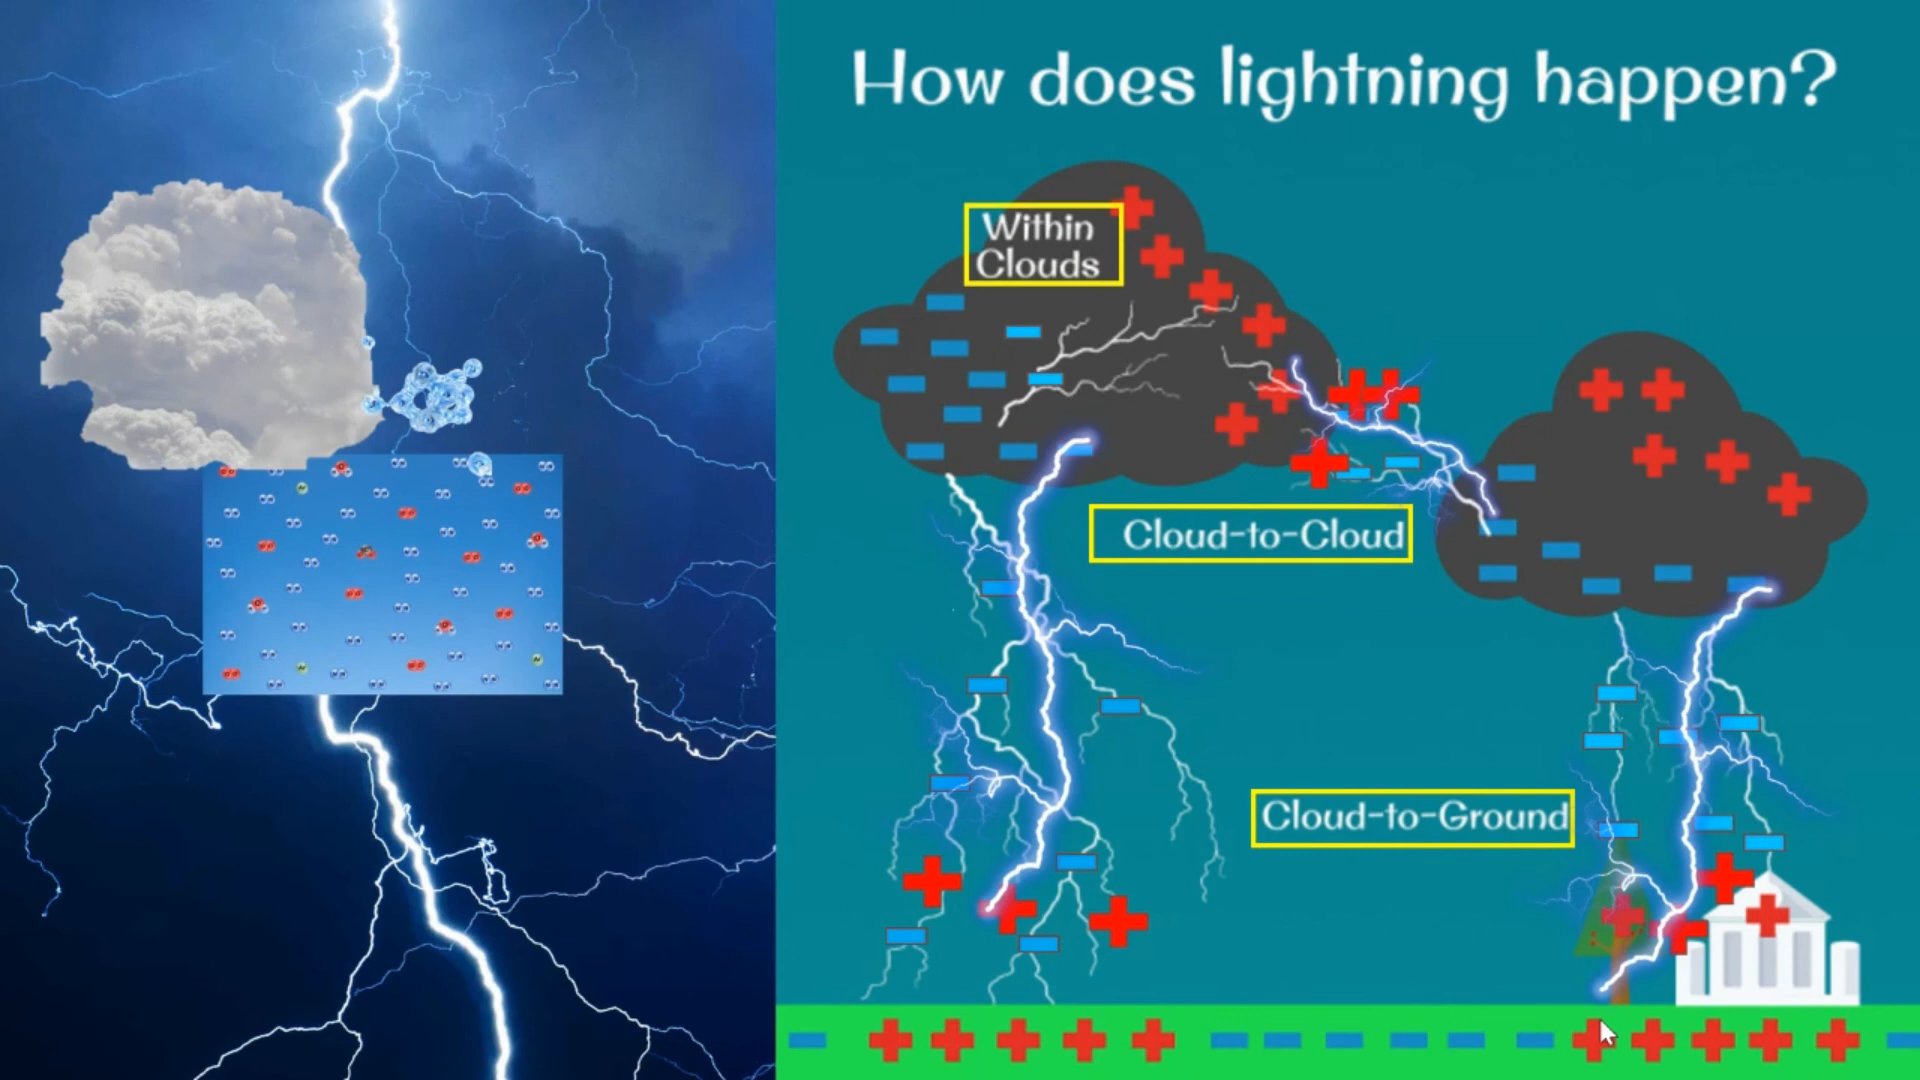 How does lightning happen?
Within
Clouds
Cloud-to-Cloud
Cloud-to-Ground